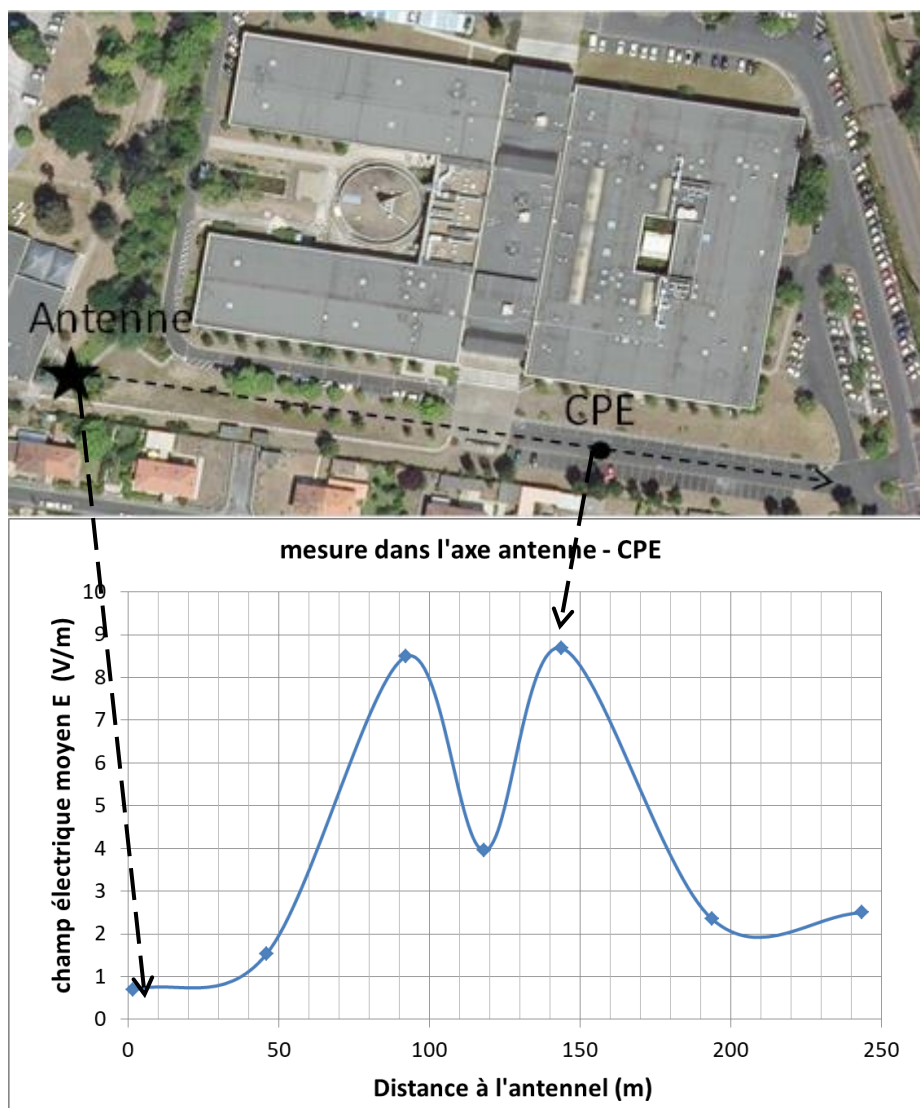 Antenne
CPE
mesure dans l'axe antenne - CPE
champ électrique moyen E (V/m)
10
9
8
7
6
5
4
3
2
1
0
0 50 100 150 200 250
Distance à l'antennel (m)